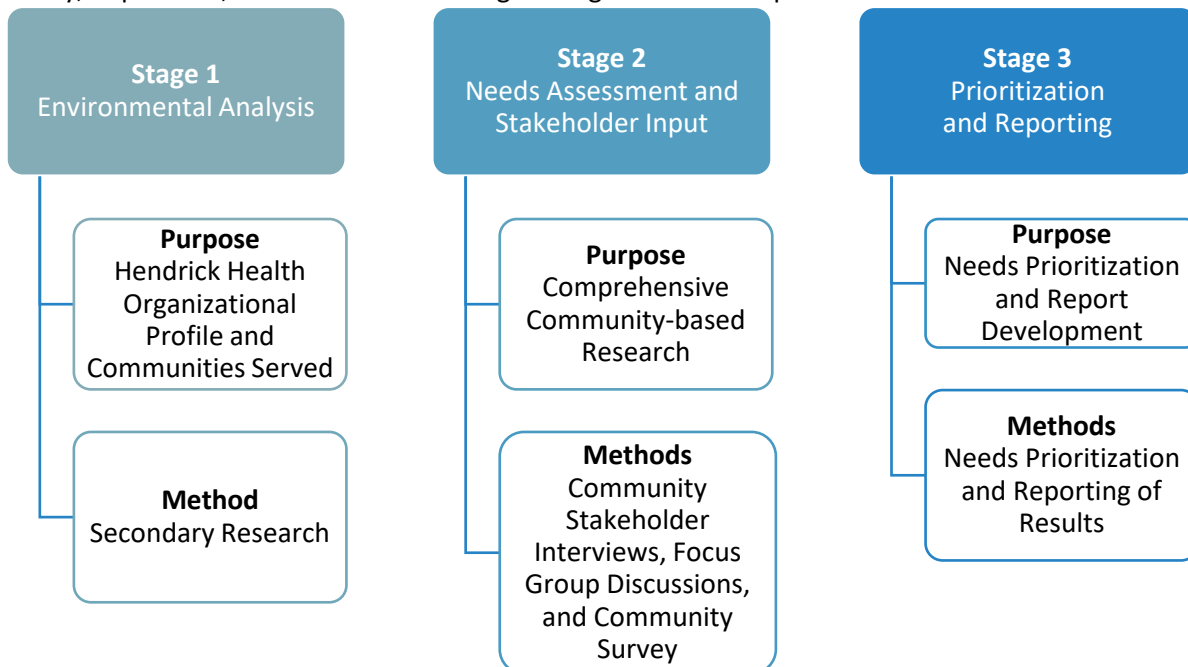 Stage 1
Environmental Analysis
Purpose
Hendrick Health
Organizational
Profile and
Communities Served
Method
Secondary Research
Stage 2
Needs Assessment and
Stakeholder Input
Purpose
Comprehensive
Community-based
Research
Methods
Community
Stakeholder
Interviews, Focus
Group Discussions,
and Community
Survey
Stage 3
Prioritization
and Reporting
Purpose
Needs Prioritization
and Report
Development
Methods
Needs Prioritization
and Reporting of
Results